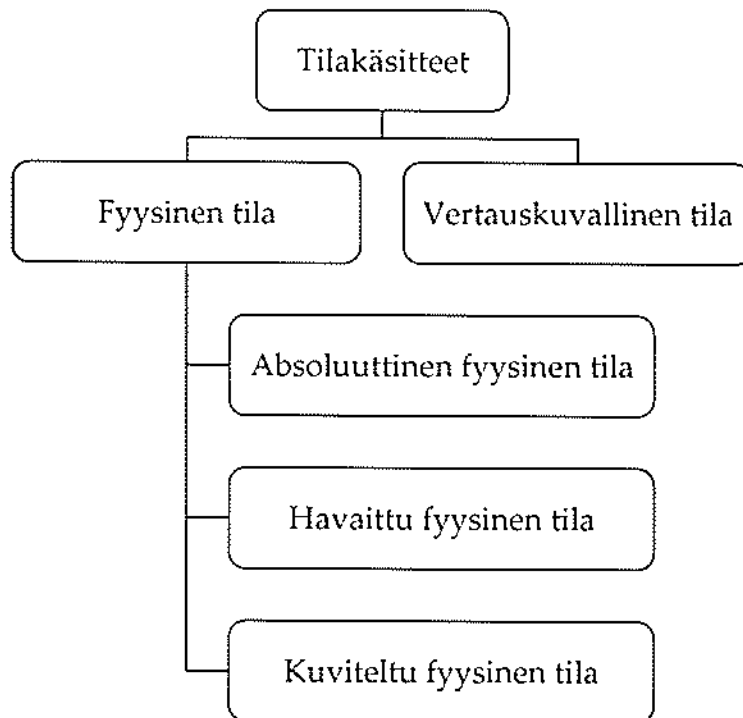 Tilakäsitteet
Fyysinen tila
Vertauskuvallinen tila
Absoluuttinen fyysinen tila
Havaittu fyysinen tila
Kuviteltu fyysinen tila